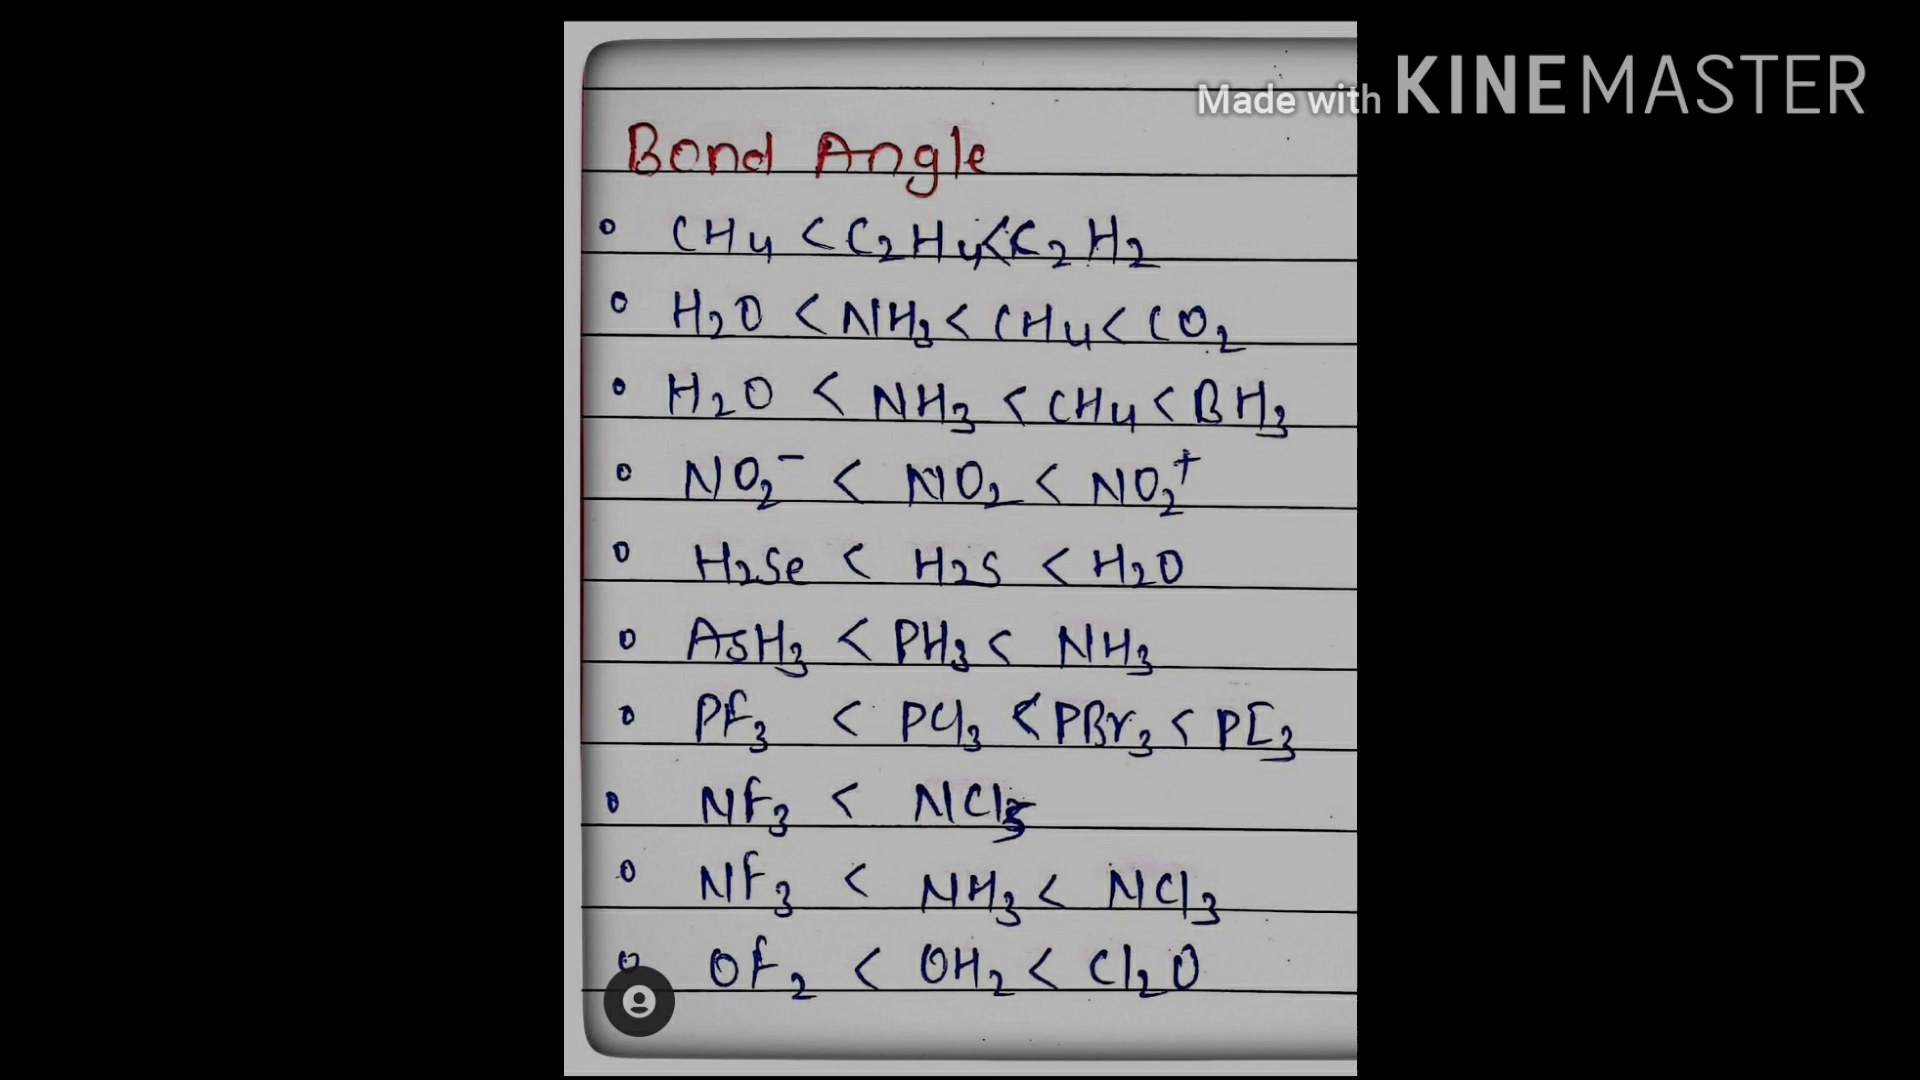 Made with KINEMASTER
Bond Angle
CH4 < C2H4 < C2H2
H2O < NH3 < CH4 < CO2
H2O < NH3 < CH4 < BH3
NO2⁻ < NO2 < NO2⁺
H2Se < H2S < H2O
AsH3 < PH3 < NH3
PF3 < PCl3 < PBr3 < PI3
NF3 < NCl3
NF3 < NH3 < NCl3
OF2 < OH2 < Cl2O